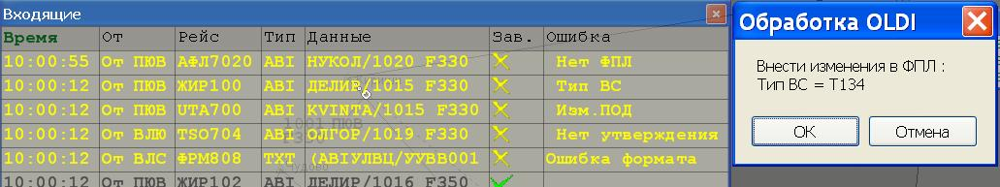 Входящие
Время От Рейс Тип Данные Зав. Ошибка
10:00:55 От ПЮВ АФЛ7020 ABI НУКОЛ/1020 F330 Нет ФПЛ
10:00:12 От ПЮВ ЖИР100 ABI ДЕЛИР/1015 F330 Тип ВС
10:00:12 От ПЮВ UTA700 ABI KVINTA/1015 F330 Изм.ПОД
10:00:12 От ВЛЮ TSO704 ABI ОЛГОР/1019 F330 Нет утверждения
10:00:12 От ВЛС ФРМ808 ТХТ (АВIУЛВЦ/УУВВ001 Ошибка формата
10:00:12 От ПЮВ ЖИР102 ABI ДЕЛИР/1016 F350
Обработка OLDI
Внести изменения в ФПЛ :
Тип ВС = T134
OK Отмена